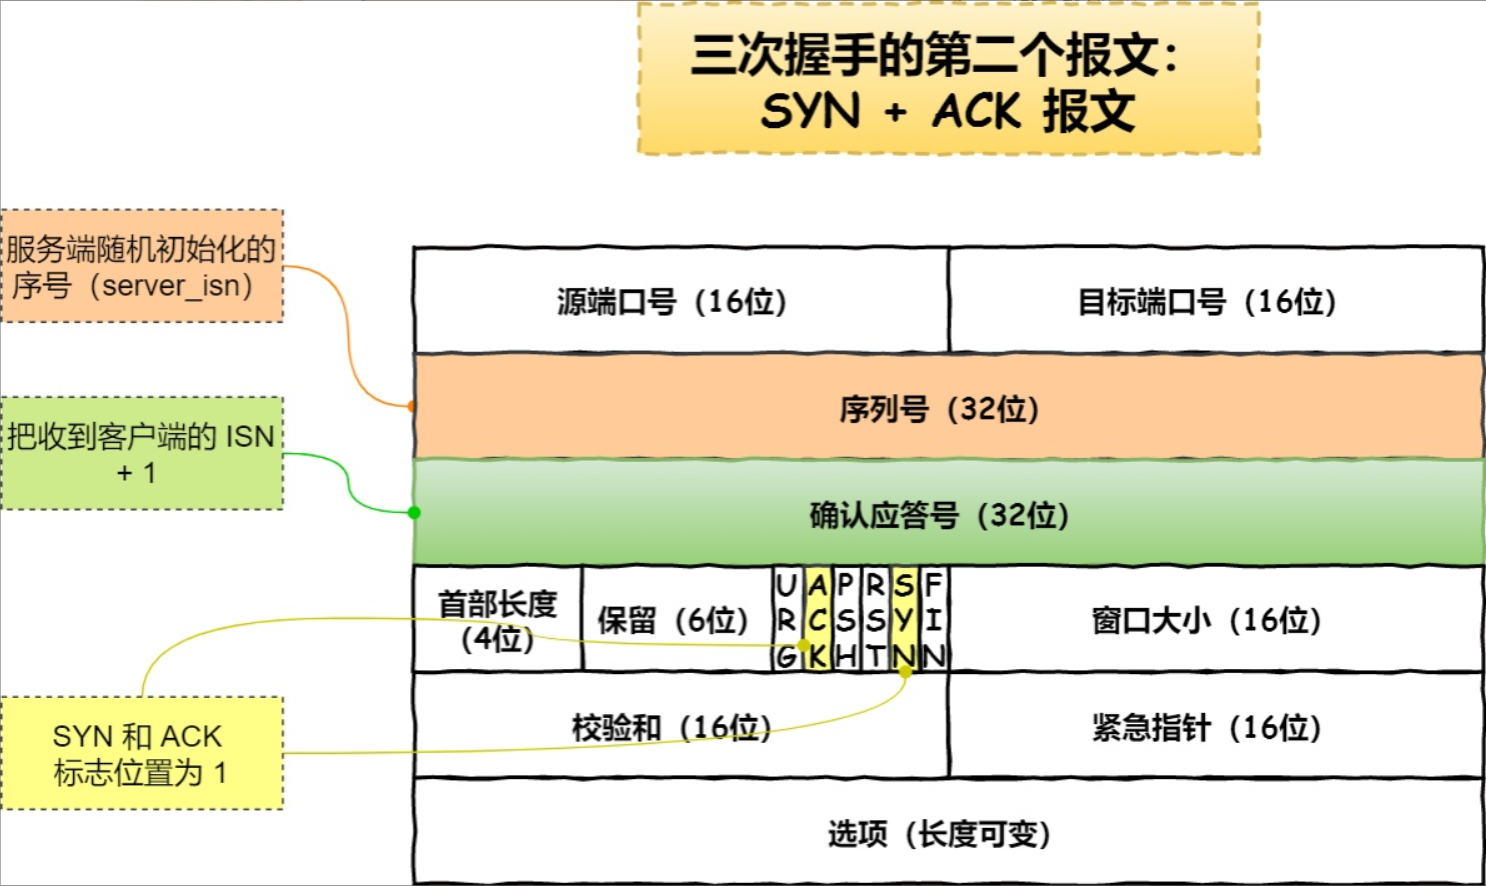 三次握手的第二个报文：
SYN + ACK 报文
服务端随机初始化的
序号（server_isn）
源端口号（16位）
目标端口号（16位）
序列号（32位）
把收到客户端的 ISN
+ 1
确认应答号（32位）
首部长度
（4位）
保留（6位）
URG
ACK
PSH
RST
SYN
FIN
窗口大小（16位）
SYN 和 ACK
标志位置为 1
校验和（16位）
紧急指针（16位）
选项（长度可变）